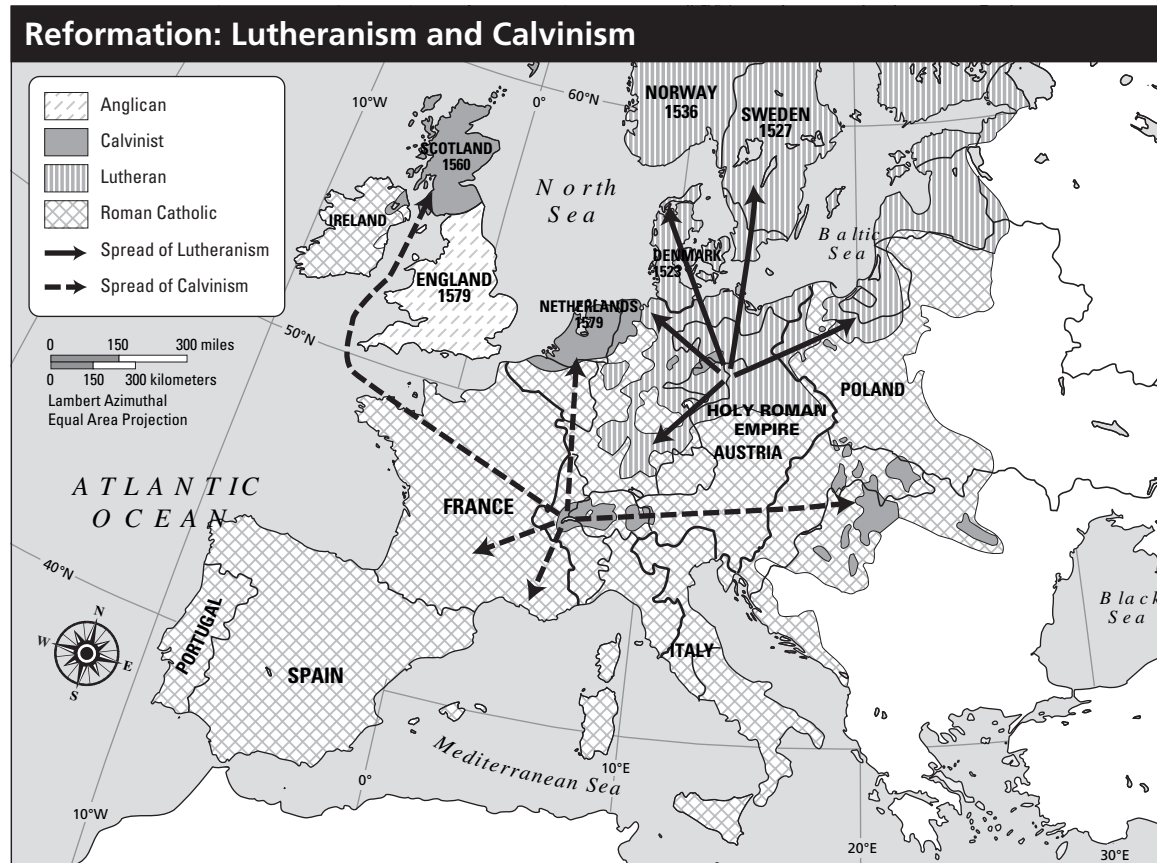 Reformation: Lutheranism and Calvinism
Anglican
Calvinist
Lutheran
Roman Catholic
Spread of Lutheranism
Spread of Calvinism
0 150 300 miles
0 150 300 kilometers
Lambert Azimuthal
Equal Area Projection
10°W
0°
60°N
NORWAY
1536
SWEDEN
1527
SCOTLAND
1560
North
Sea
IRELAND
Baltic
Sea
DENMARK
1523
ENGLAND
1579
NETHERLANDS
1579
50°N
POLAND
HOLY ROMAN
EMPIRE
AUSTRIA
ATLANTIC
OCEAN
FRANCE
40°N
N
W
E
S
PORTUGAL
SPAIN
ITALY
Black
Sea
Mediterranean Sea
10°W
0°
10°E
20°E
30°E